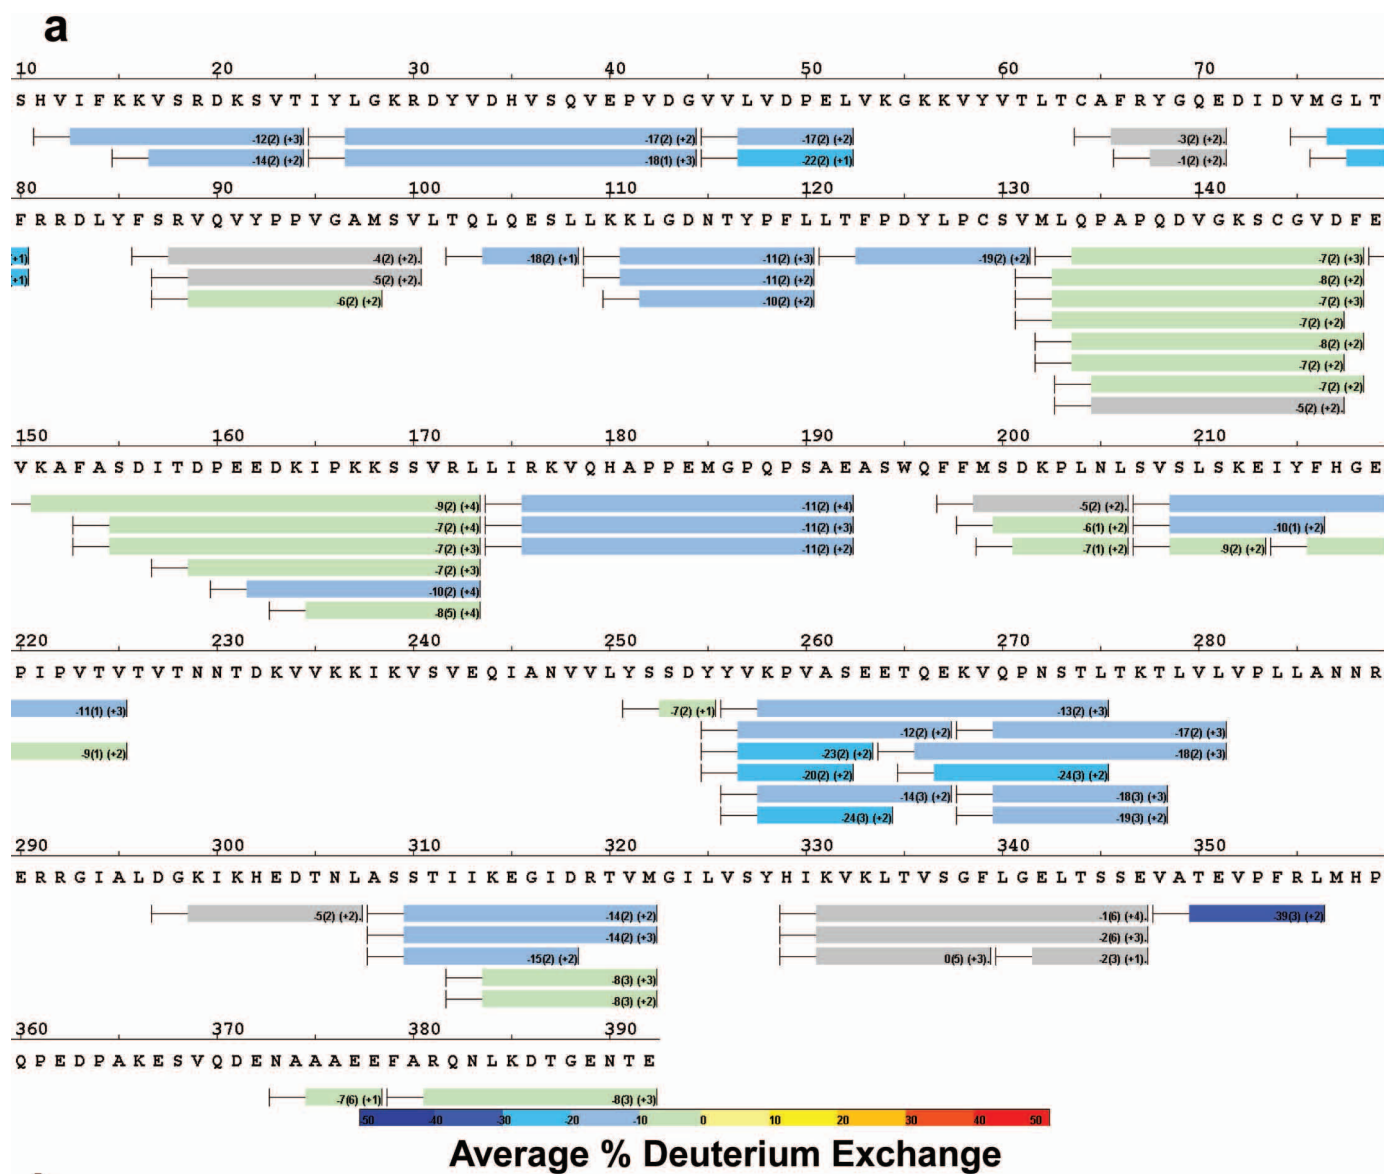 a
10 20 30 40 50 60 70
S H V I F K K V S R D K S V T I Y L G K R D Y V D H V S Q V E P V D G V V L V D P E L V K G K K V Y V T L T C A F R Y G Q E D I D V M G L T
-12(2) (+3) -17(2) (+2) -17(2) (+2) -3(2) (+2).
-14(2) (+2) -18(1) (+3) -22(2) (+1) -1(2) (+2).
80 90 100 110 120 130 140
F R R D L Y F S R V Q V Y P P V G A M S V L T Q L Q E S L L K K L G D N T Y P F L L T F P D Y L P C S V M L Q P A P Q D V G K S C G V D F E
+1) -4(2) (+2). -18(2) (+1) -11(2) (+3) -19(2) (+2) -7(2) (+3)
+1) -5(2) (+2). -11(2) (+2) -8(2) (+2)
-6(2) (+2) -10(2) (+2) -7(2) (+3)
-7(2) (+2)
-8(2) (+2)
-7(2) (+2)
-7(2) (+2)
-5(2) (+2).
150 160 170 180 190 200 210
V K A F A S D I T D P E E D K I P K K S S V R L L I R K V Q H A P P E M G P Q P S A E A S W Q F F M S D K P L N L S V S L S K E I Y F H G E
-9(2) (+4) -11(2) (+4) -5(2) (+2).
-7(2) (+4) -11(2) (+3) -6(1) (+2) -10(1) (+2)
-7(2) (+3) -11(2) (+2) -7(1) (+2) -9(2) (+2)
-7(2) (+3)
-10(2) (+4)
-8(5) (+4)
220 230 240 250 260 270 280
P I P V T V T V T N N T D K V V K K I K V S V E Q I A N V V L Y S S D Y Y V K P V A S E E T Q E K V Q P N S T L T K T L V L V P L L A N N R
-11(1) (+3) -7(2) (+1) -13(2) (+3)
-12(2) (+2) -17(2) (+3)
-9(1) (+2) -23(2) (+2) -18(2) (+3)
-20(2) (+2) -24(3) (+2)
-14(3) (+2) -18(3) (+3)
-24(3) (+2) -19(3) (+2)
290 300 310 320 330 340 350
E R R G I A L D G K I K H E D T N L A S S T I I K E G I D R T V M G I L V S Y H I K V K L T V S G F L G E L T S S E V A T E V P F R L M H P
-5(2) (+2). -14(2) (+2) -1(6) (+4). -39(3) (+2)
-14(2) (+3) -2(6) (+3).
-15(2) (+2) 0(5) (+3). -2(3) (+1).
-8(3) (+3)
-8(3) (+2)
360 370 380 390
Q P E D P A K E S V Q D E N A A A E E F A R Q N L K D T G E N T E
-7(6) (+1) -8(3) (+3)
-50 -40 -30 -20 -10 0 10 20 30 40 50
Average % Deuterium Exchange